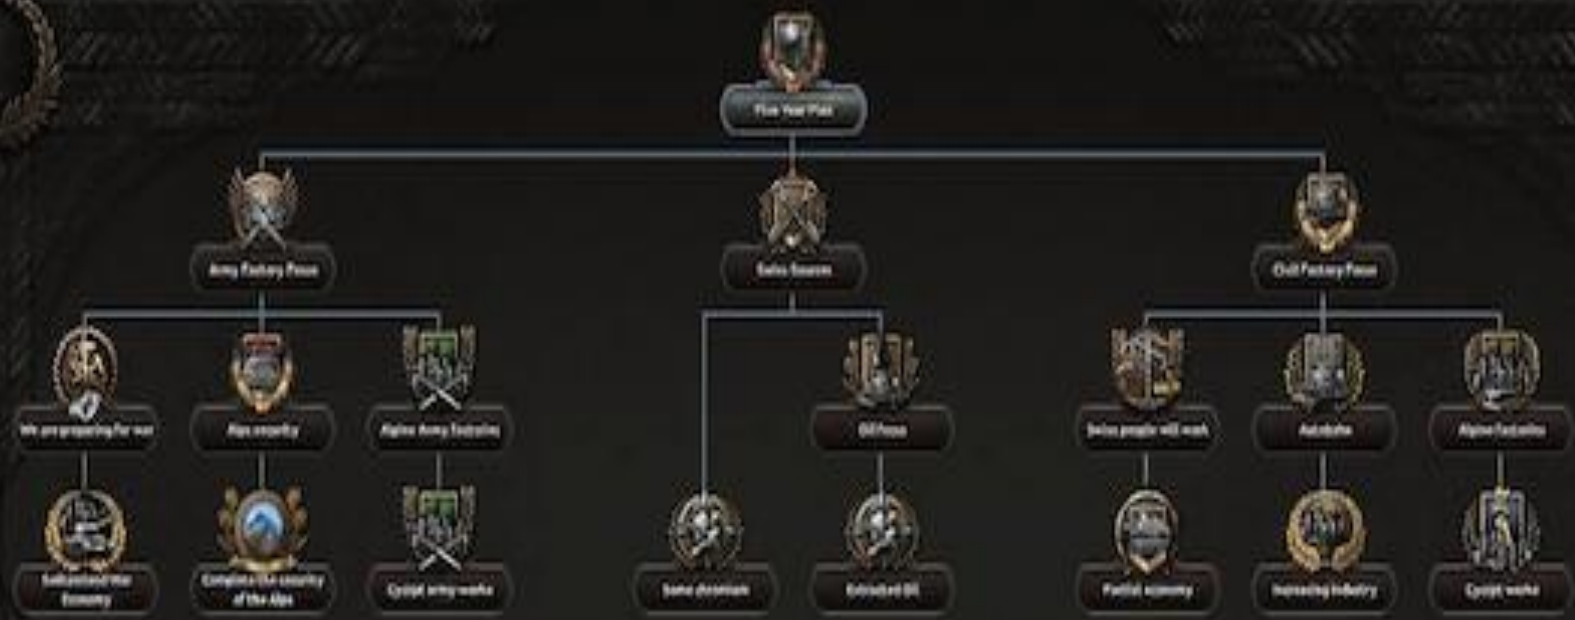 Five Year Plan
Army Factory Focus
Swiss Sources
Civil Factory Focus
We are preparing for war
Alps security
Alpine Army Factories
Oil Focus
Swiss people will work
Autobahn
Alpine Factories
Switzerland War
Economy
Complete the security
of the Alps
army works
Some chromium
Extracted Oil
Partial economy
Increasing Industry
works